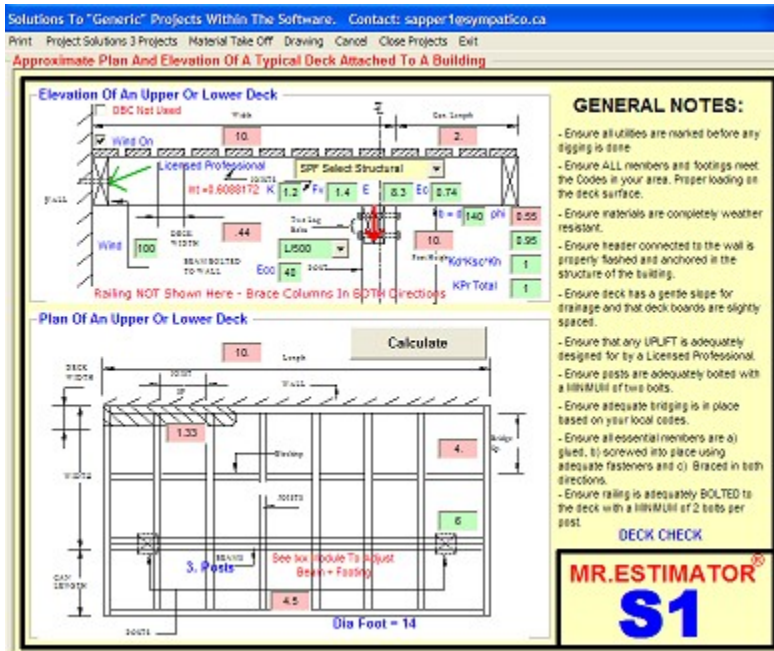 Solutions To "Generic" Projects Within The Software. Contact: sapper1@sympatico.ca
Print Project Solutions 3 Projects Material Take Off Drawing Cancel Close Projects Exit
Approximate Plan And Elevation Of A Typical Deck Attached To A Building
Elevation Of An Upper Or Lower Deck
OBC Not Used
Width
Can. Length
10.
2.
Wind On
Licensed Professional
SPF Select Structural
JOISTS
Wall
int =0.6088172 K 1.2 Fv 1.4 E 8.3 Ec 0.74
b = d 140 phi 0.55
DECK
WIDTH
.44
Wind 100
L/500
10.
0.95
BEAM BOLTED
TO WALL
Ecc 40
POST
Kd*Ksc*Kh 1
KPr Total 1
Railing NOT Shown Here - Brace Columns In BOTH Directions
Plan Of An Upper Or Lower Deck
Calculate
10.
Length
DECK
WIDTH
JOIST
SP
Wall
1.33
4.
Bridge
Sp.
WIDTH
Blocking
JOISTS
6
BEAMS
3. Posts
See xxx Module To Adjust
Beam + Footing
CAN
LENGTH
4.5
POSTS
Dia Foot = 14
GENERAL NOTES:
- Ensure all utilities are marked before any
digging is done
- Ensure ALL members and footings meet
the Codes in your area. Proper loading on
the deck surface.
- Ensure materials are completely weather
resistant.
- Ensure header connected to the wall is
properly flashed and anchored in the
structure of the building.
- Ensure deck has a gentle slope for
drainage and that deck boards are slightly
spaced.
- Ensure that any UPLIFT is adequately
designed for by a Licensed Professional.
- Ensure posts are adequately bolted with
a MINIMUM of two bolts.
- Ensure adequate bridging is in place
based on your local codes.
- Ensure all essential members are a)
glued, b) screwed into place using
adequate fasteners and c) Braced in both
directions.
- Ensure railing is adequately BOLTED to
the deck with a MINIMUM of 2 bolts per
post.
DECK CHECK
MR.ESTIMATOR®
S1